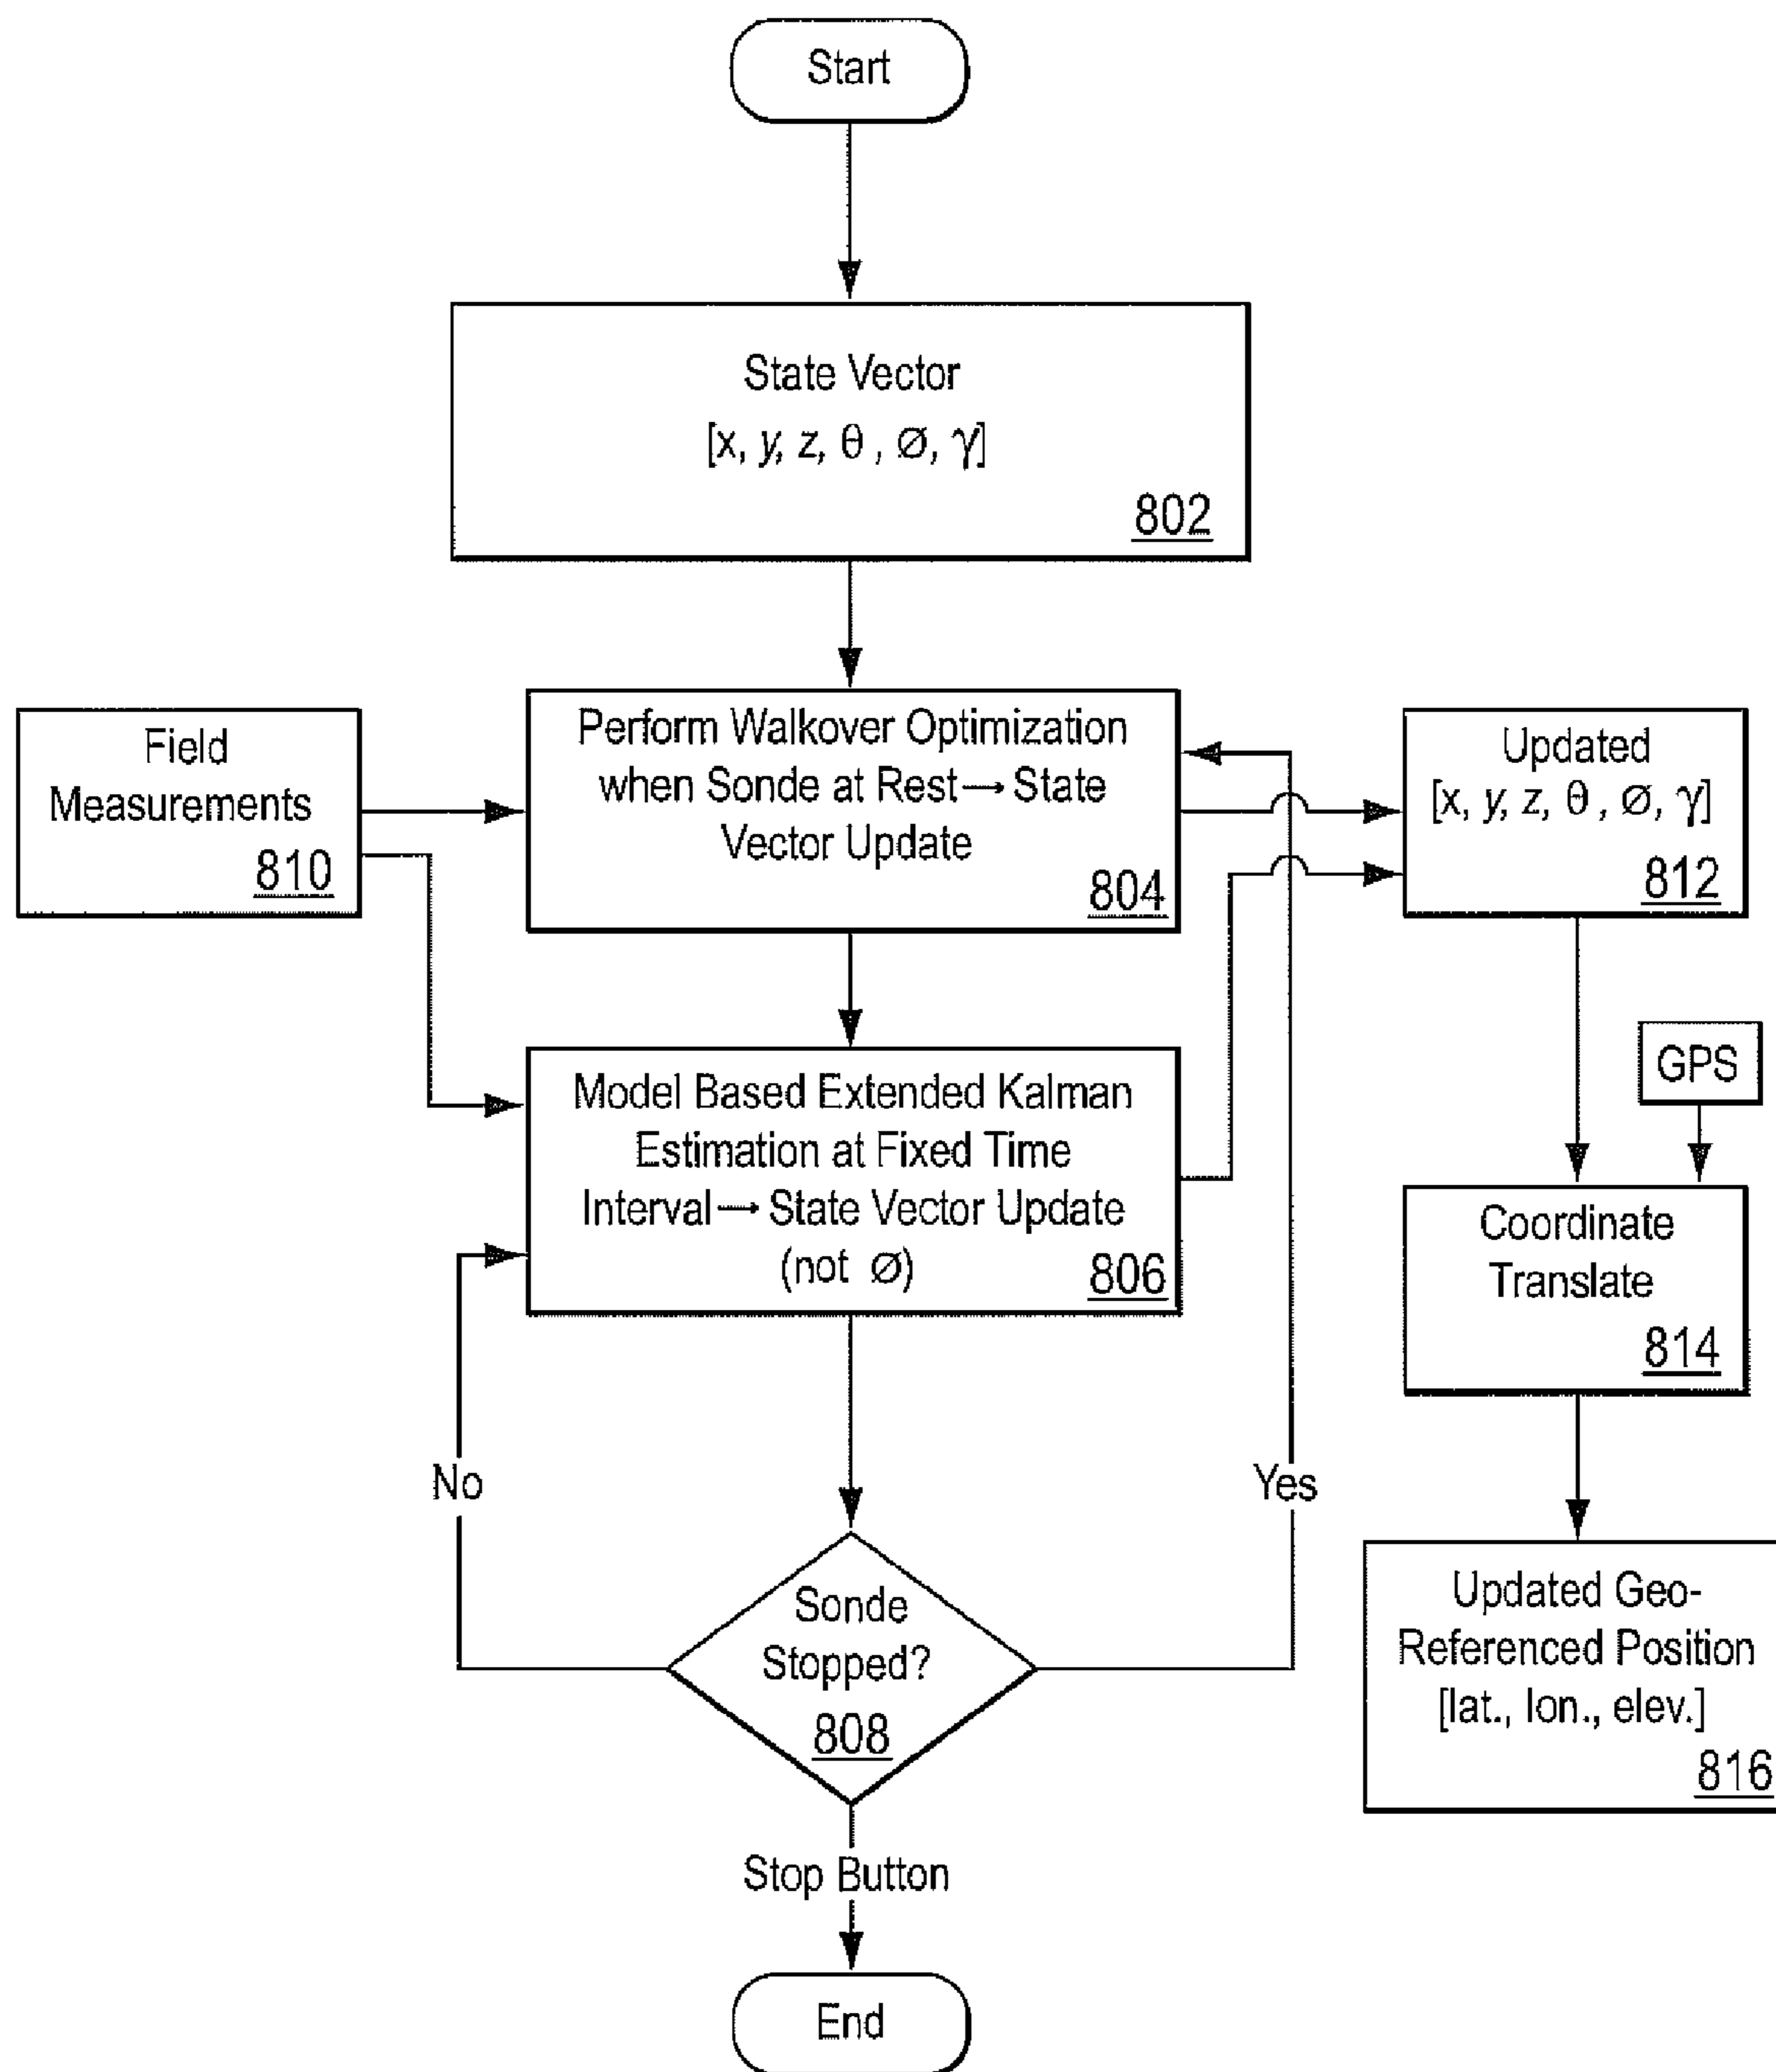 Start
State Vector
[x, y, z, θ , Ø, γ]
802
Field
Measurements
810
Perform Walkover Optimization
when Sonde at Rest→State
Vector Update
804
Updated
[x, y, z, θ , Ø, γ]
812
Model Based Extended Kalman
Estimation at Fixed Time
Interval→State Vector Update
(not Ø)
806
GPS
Coordinate
Translate
814
No
Yes
Sonde
Stopped?
808
Updated Geo-
Referenced Position
[lat., lon., elev.]
816
Stop Button
End